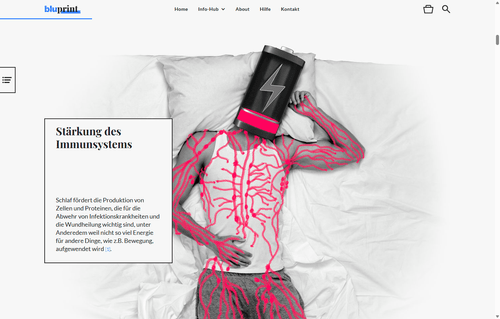 bluprint.
Home Info-Hub About Hilfe Kontakt
Stärkung des
Immunsystems
Schlaf fördert die Produktion von
Zellen und Proteinen, die für die
Abwehr von Infektionskrankheiten und
die Wundheilung wichtig sind, unter
Anderedem weil nicht so viel Energie
für andere Dinge, wie z.B. Bewegung,
aufgewendet wird